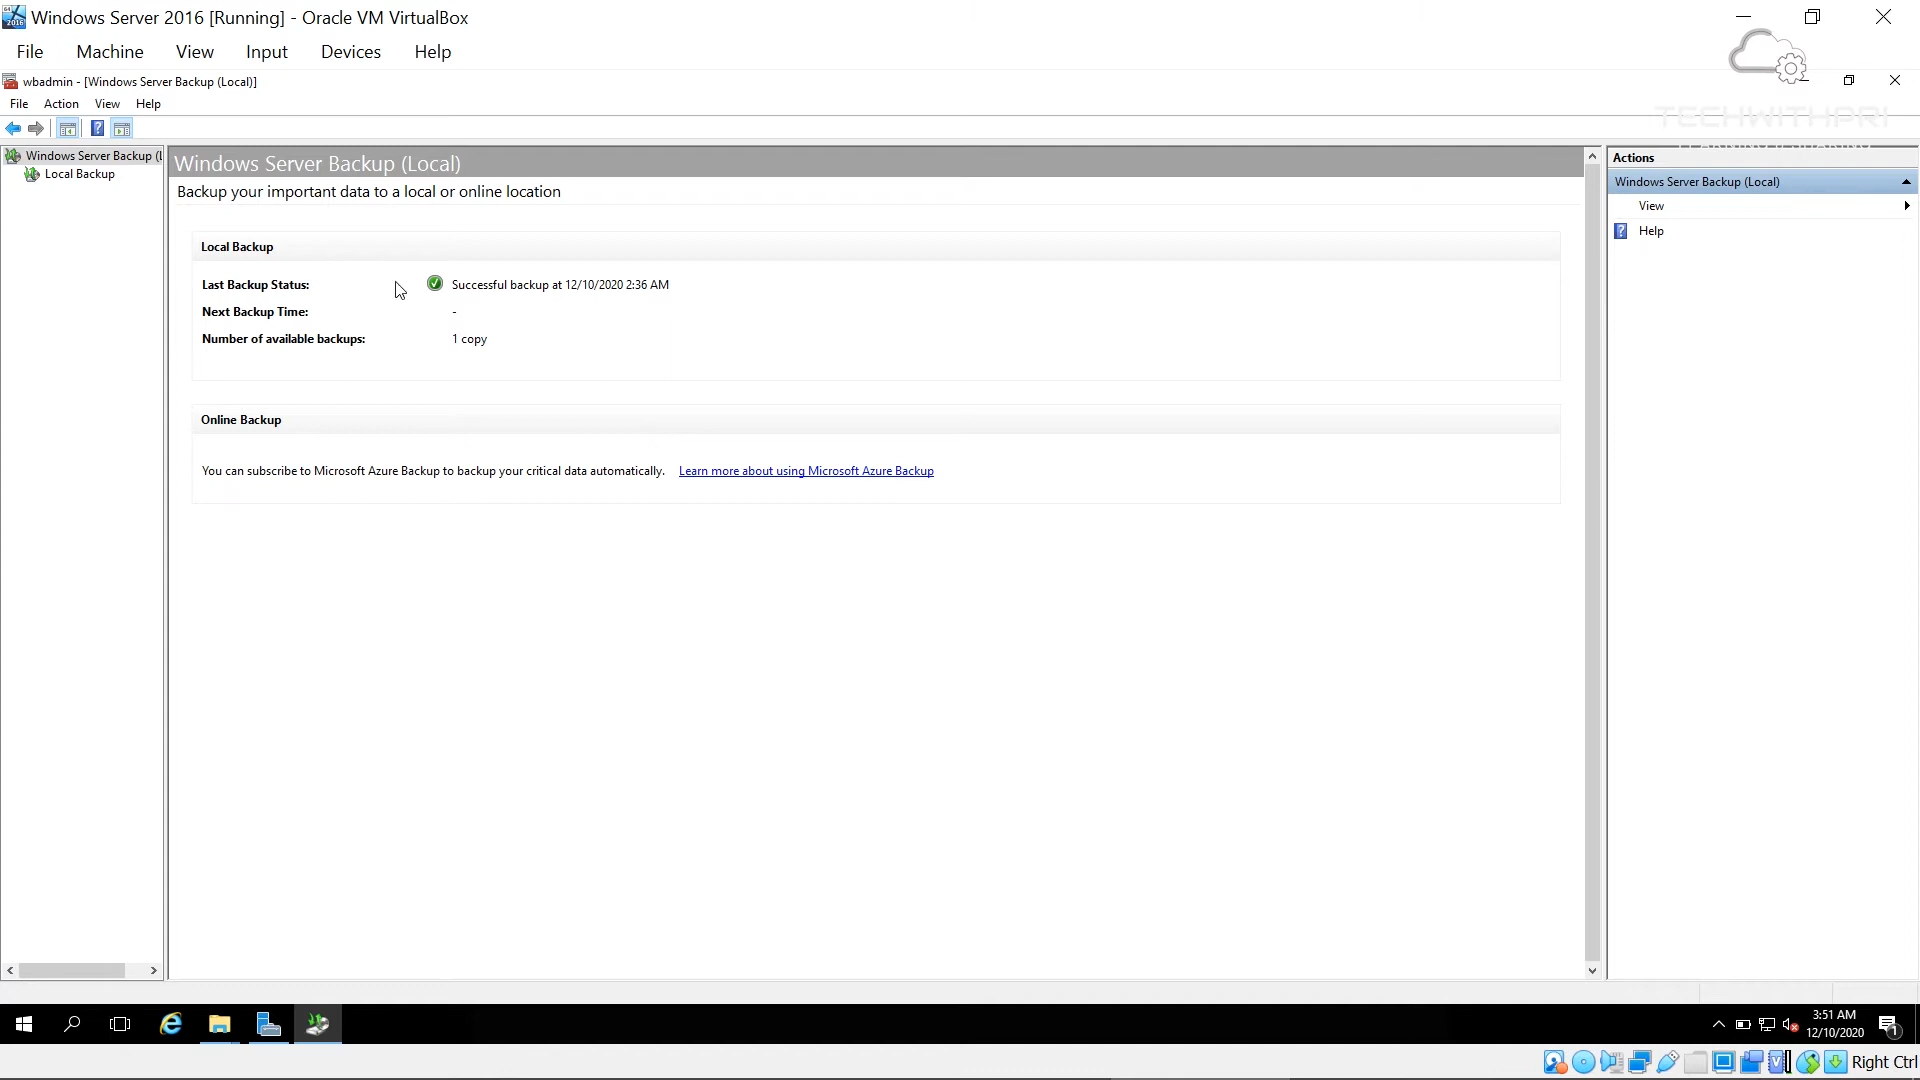 Windows Server 2016 [Running] - Oracle VM VirtualBox
File Machine View Input Devices Help
wbadmin - [Windows Server Backup (Local)]
File Action View Help
TECHWITHPRI
Windows Server Backup (L
Local Backup
Windows Server Backup (Local)
Backup your important data to a local or online location
Local Backup
Last Backup Status: Successful backup at 12/10/2020 2:36 AM
Next Backup Time: -
Number of available backups: 1 copy
Online Backup
You can subscribe to Microsoft Azure Backup to backup your critical data automatically. Learn more about using Microsoft Azure Backup
Actions
Windows Server Backup (Local)
View
Help
3:51 AM
12/10/2020
1
Right Ctrl